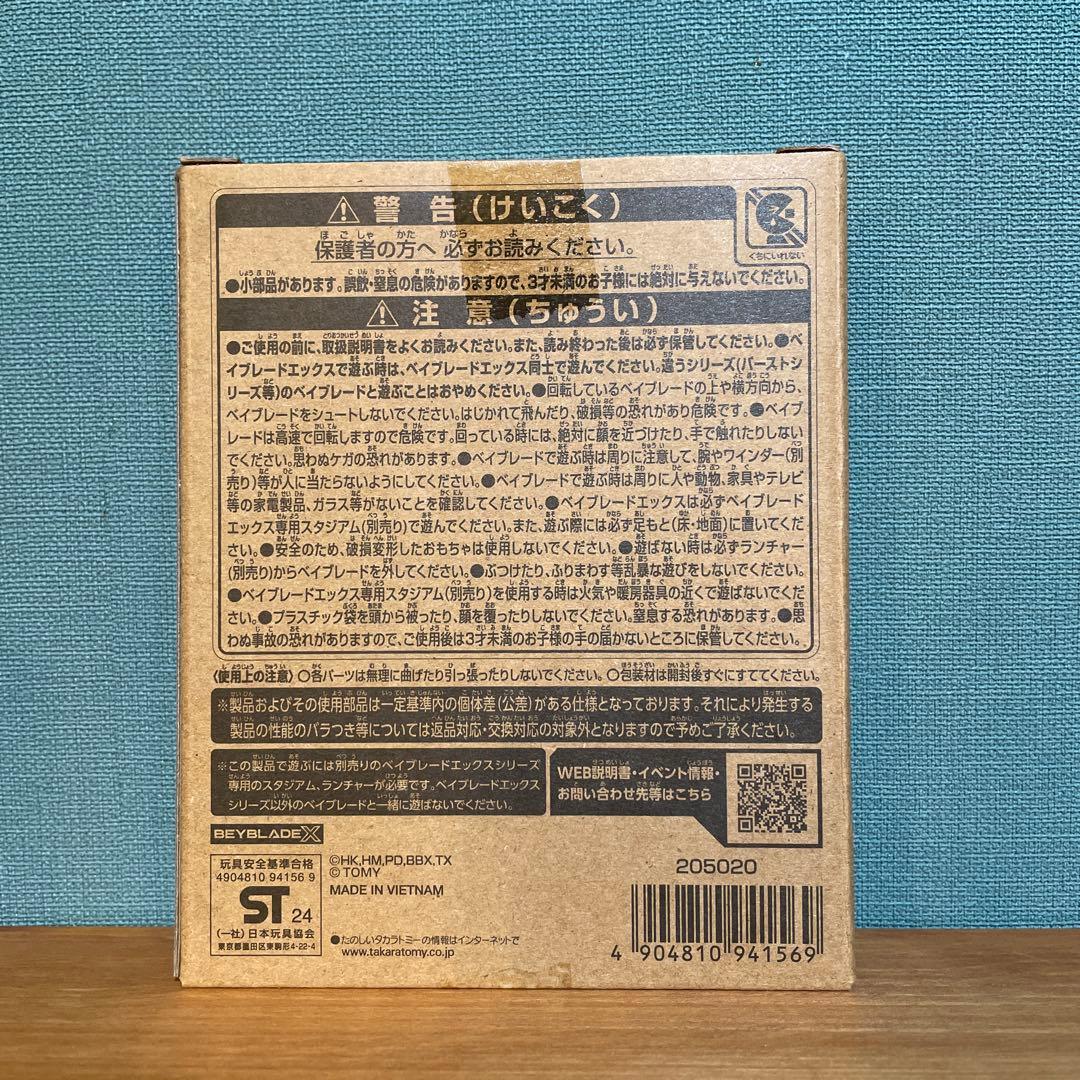 ⚠ 警告(けいこく)
くちにいれない
保護者の方へ 必ずお読みください。
●小部品があります。誤飲・窒息の危険がありますので、3才未満のお子様には絶対に与えないでください。
⚠ 注意(ちゅうい)
●ご使用の前に、取扱説明書をよくお読みください。また、読み終わった後は必ず保管してください。●ベイ
ブレードエックスで遊ぶ時は、ベイブレードエックス同士で遊んでください。違うシリーズ(バーストシ
リーズ等)のベイブレードと遊ぶことはおやめください。●回転しているベイブレードの上や横方向から、
ベイブレードをシュートしないでください。はじかれて飛んだり、破損等の恐れがあり危険です。●ベイブ
レードは高速で回転しますので危険です。回っている時には、絶対に顔を近づけたり、手で触れたりしない
でください。思わぬケガの恐れがあります。●ベイブレードで遊ぶ時は周りに注意して、腕やワインダー(別
売り)等が人に当たらないようにしてください。●ベイブレードで遊ぶ時は周りに人や動物、家具やテレビ
等の家電製品、ガラス等がないことを確認してください。●ベイブレードエックスは必ずベイブレード
エックス専用スタジアム(別売り)で遊んでください。また、遊ぶ際には必ず足もと(床・地面)に置いてくだ
さい。●安全のため、破損変形したおもちゃは使用しないでください。●遊ばない時は必ずランチャー
(別売り)からベイブレードを外してください。●ぶつけたり、ふりまわす等乱暴な遊びをしないでください。
●ベイブレードエックス専用スタジアム(別売り)を使用する時は火気や暖房器具の近くで遊ばないでくだ
さい。●プラスチック袋を頭から被ったり、顔を覆ったりしないでください。窒息する恐れがあります。●思
わぬ事故の恐れがありますので、ご使用後は3才未満のお子様の手の届かないところに保管してください。
〈使用上の注意〉○各パーツは無理に曲げたり引っ張ったりしないでください。○包装材は開封後すぐにすててください。
※製品およびその使用部品は一定基準内の個体差(公差)がある仕様となっております。それにより発生する
製品の性能のバラつき等については返品対応・交換対応の対象外となりますので予めご了承ください。
※この製品で遊ぶには別売りのベイブレードエックスシリーズ
専用のスタジアム、ランチャーが必要です。ベイブレードエックス
シリーズ以外のベイブレードと一緒に遊ばないでください。
WEB説明書・イベント情報・
お問い合わせ先等はこちら
BEYBLADE X
玩具安全基準合格
4904810 94156 9
ST 24
(一社)日本玩具協会
東京都墨田区東駒形4-22-4
©HK,HM,PD,BBX,TX
© TOMY
MADE IN VIETNAM
●たのしいタカラトミーの情報はインターネットで
www.takaratomy.co.jp
205020
4 904810 941569